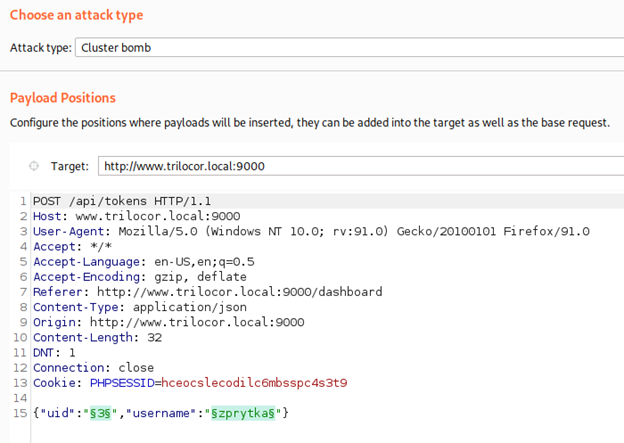 Choose an attack type
Attack type: Cluster bomb
Payload Positions
Configure the positions where payloads will be inserted, they can be added into the target as well as the base request.
Target: http://www.trilocor.local:9000
1 POST /api/tokens HTTP/1.1
2 Host: www.trilocor.local:9000
3 User-Agent: Mozilla/5.0 (Windows NT 10.0; rv:91.0) Gecko/20100101 Firefox/91.0
4 Accept: */*
5 Accept-Language: en-US,en;q=0.5
6 Accept-Encoding: gzip, deflate
7 Referer: http://www.trilocor.local:9000/dashboard
8 Content-Type: application/json
9 Origin: http://www.trilocor.local:9000
10 Content-Length: 32
11 DNT: 1
12 Connection: close
13 Cookie: PHPSESSID=hceocslecodilc6mbsspc4s3t9
14
15 {"uid":"§3§","username":"§zprytka§"}